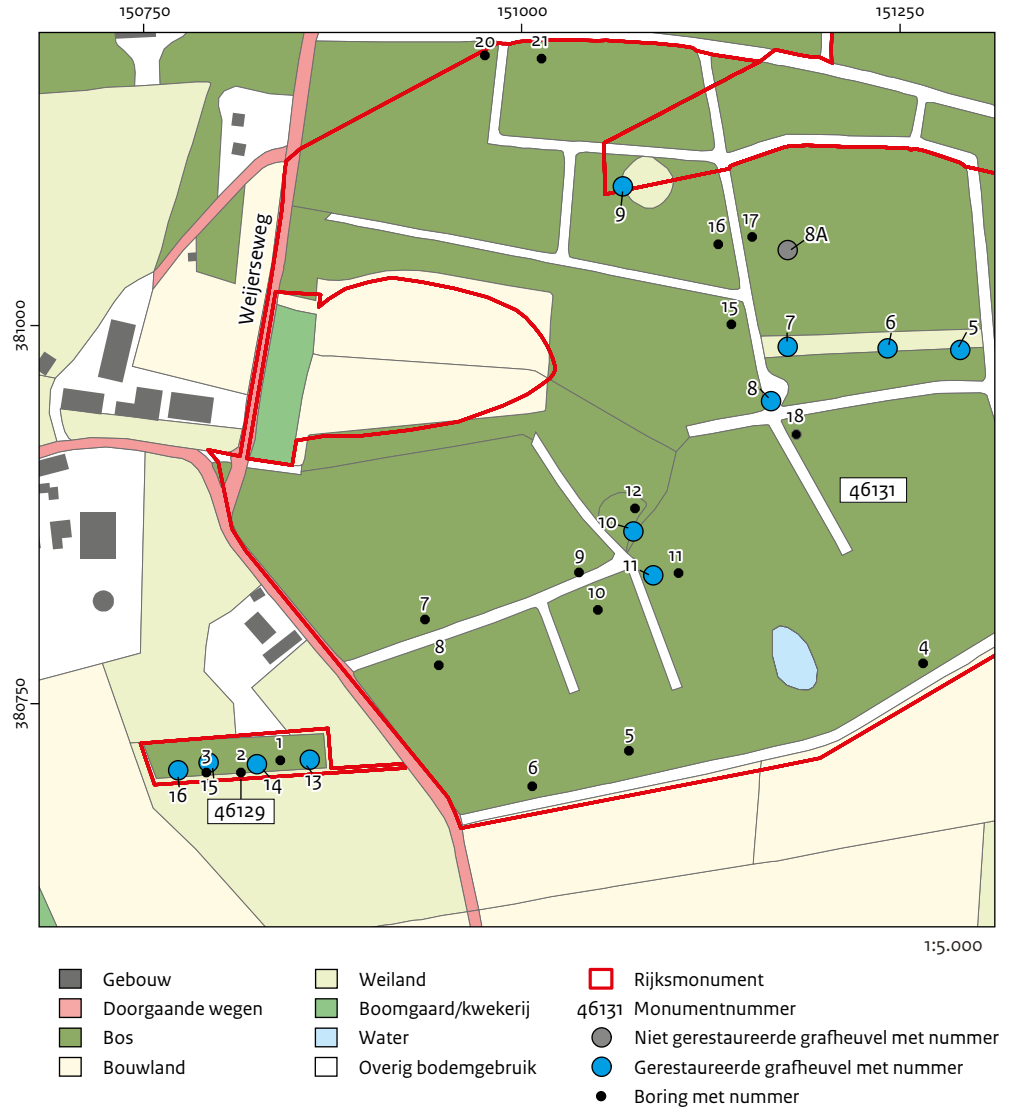 150750 151000 151250
20 21
9
16 17 8A
Weijerseweg
381000
15 7 6 5
8
18
46131
12
10
9 11 11
10
7
8
4
380750
5
3 2 1
6
16 15 14 13
46129
1:5.000
Gebouw Weiland Rijksmonument
Doorgaande wegen Boomgaard/kwekerij 46131 Monumentnummer
Bos Water Niet gerestaureerde grafheuvel met nummer
Bouwland Overig bodemgebruik Gerestaureerde grafheuvel met nummer
Boring met nummer